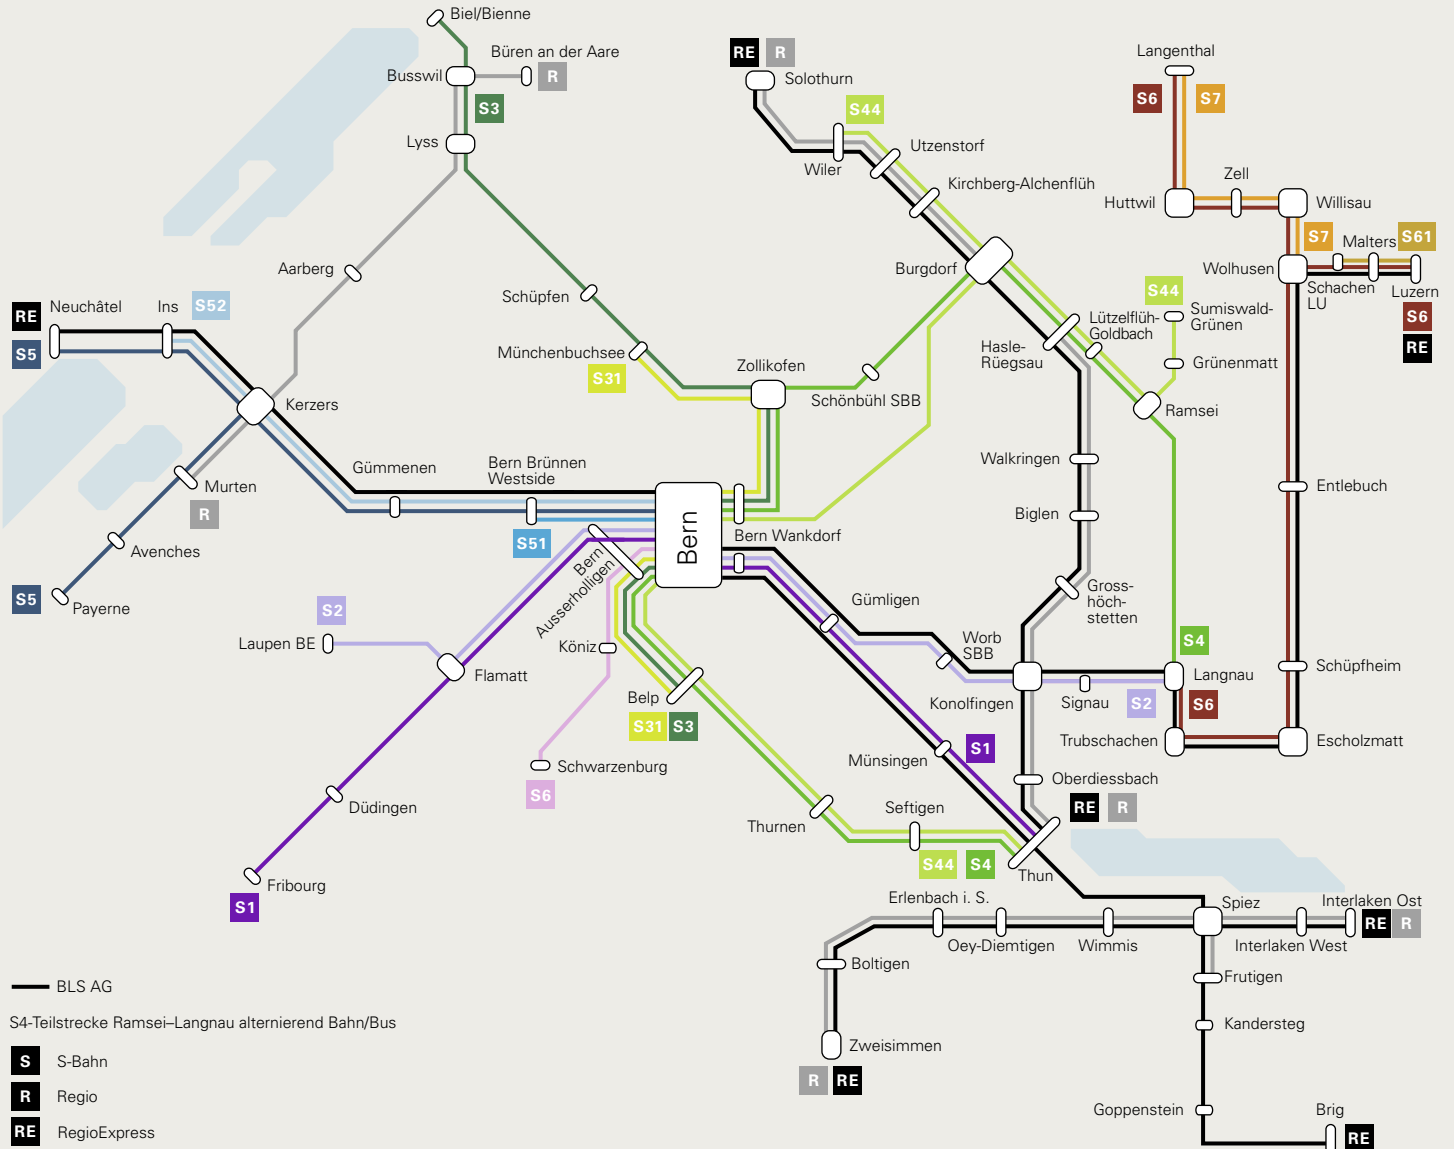 Biel/Bienne
Büren an der Aare
Busswil
R
S3
Lyss
RE
R
Solothurn
S44
Wiler
Utzenstorf
Kirchberg-Alchenflüh
Langenthal
S6
S7
Zell
Huttwil
Willisau
S7
Malters
S61
Wolhusen
Schachen
LU
Luzern
S6
RE
Aarberg
Schüpfen
Burgdorf
S44
Sumiswald-
Grünen
Lützelflüh-
Goldbach
Hasle-
Rüegsau
Grünenmatt
Ramsei
RE
Neuchâtel
Ins
S52
S5
Münchenbuchsee
S31
Zollikofen
Schönbühl SBB
Kerzers
Gümmenen
Bern Brünnen
Westside
Murten
R
Avenches
S5
Payerne
S51
Bern
Bern Wankdorf
Bern
Ausserholligen
Walkringen
Biglen
Entlebuch
Gross-
höch-
stetten
Gümligen
Worb
SBB
S2
Laupen BE
Flamatt
Köniz
Belp
S31
S3
Konolfingen
Signau
S2
S4
Langnau
S6
Schüpfheim
Trubschachen
Escholzmatt
Schwarzenburg
S6
Münsingen
S1
Oberdiessbach
RE
R
Düdingen
Thurnen
Seftigen
S44
S4
Thun
Fribourg
S1
Erlenbach i. S.
Oey-Diemtigen
Wimmis
Spiez
Interlaken Ost
RE
R
Interlaken West
Boltigen
Frutigen
Kandersteg
Zweisimmen
R
RE
Goppenstein
Brig
RE
BLS AG
S4-Teilstrecke Ramsei–Langnau alternierend Bahn/Bus
S
S-Bahn
R
Regio
RE
RegioExpress